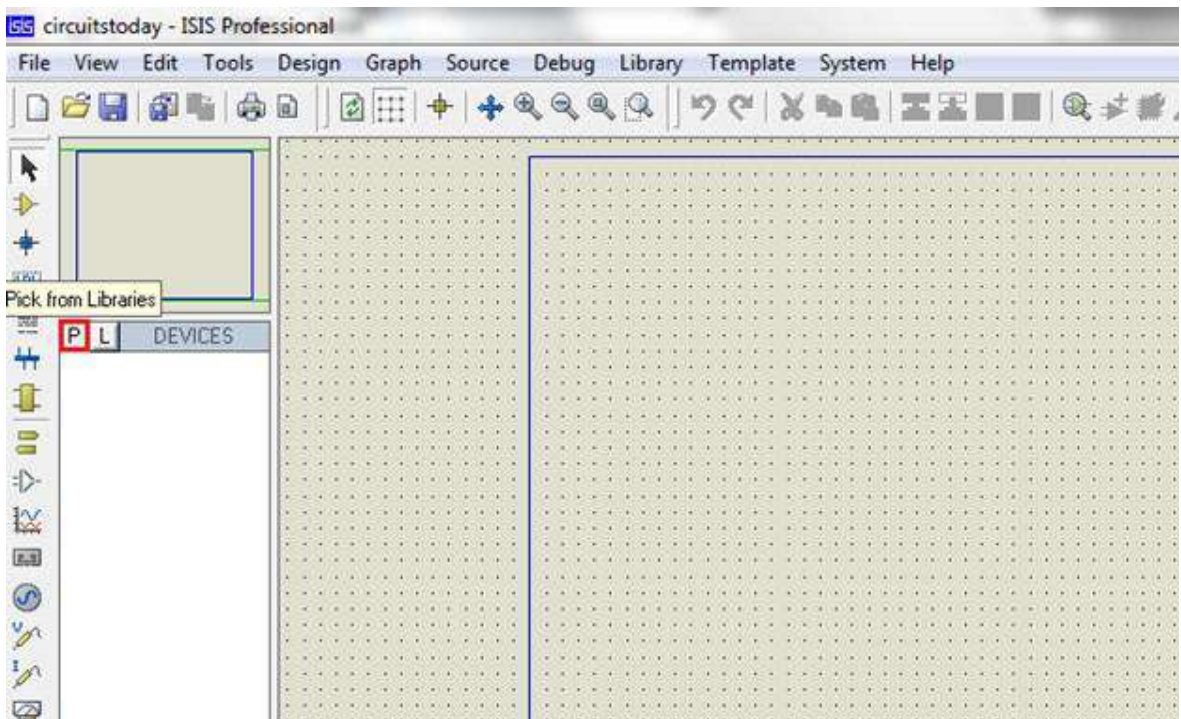 ISIS circuitstoday - ISIS Professional
File View Edit Tools Design Graph Source Debug Library Template System Help
Pick from Libraries
P L DEVICES